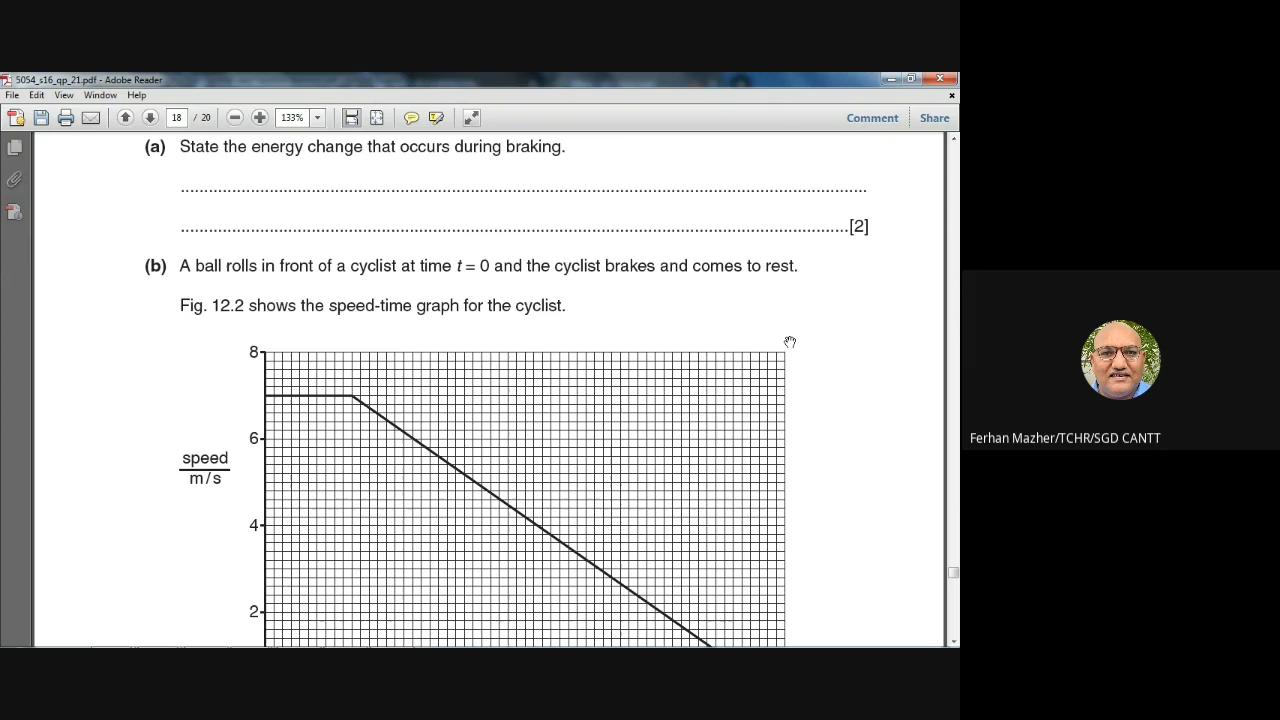 5054_s16_qp_21.pdf - Adobe Reader
File Edit View Window Help
18 / 20 133% Comment Share
(a) State the energy change that occurs during braking.
..........................................................................................................................................
.......................................................................................................................................[2]
(b) A ball rolls in front of a cyclist at time t = 0 and the cyclist brakes and comes to rest.
Fig. 12.2 shows the speed-time graph for the cyclist.
8
6
speed
m / s
4
2
Ferhan Mazher/TCHR/SGD CANTT